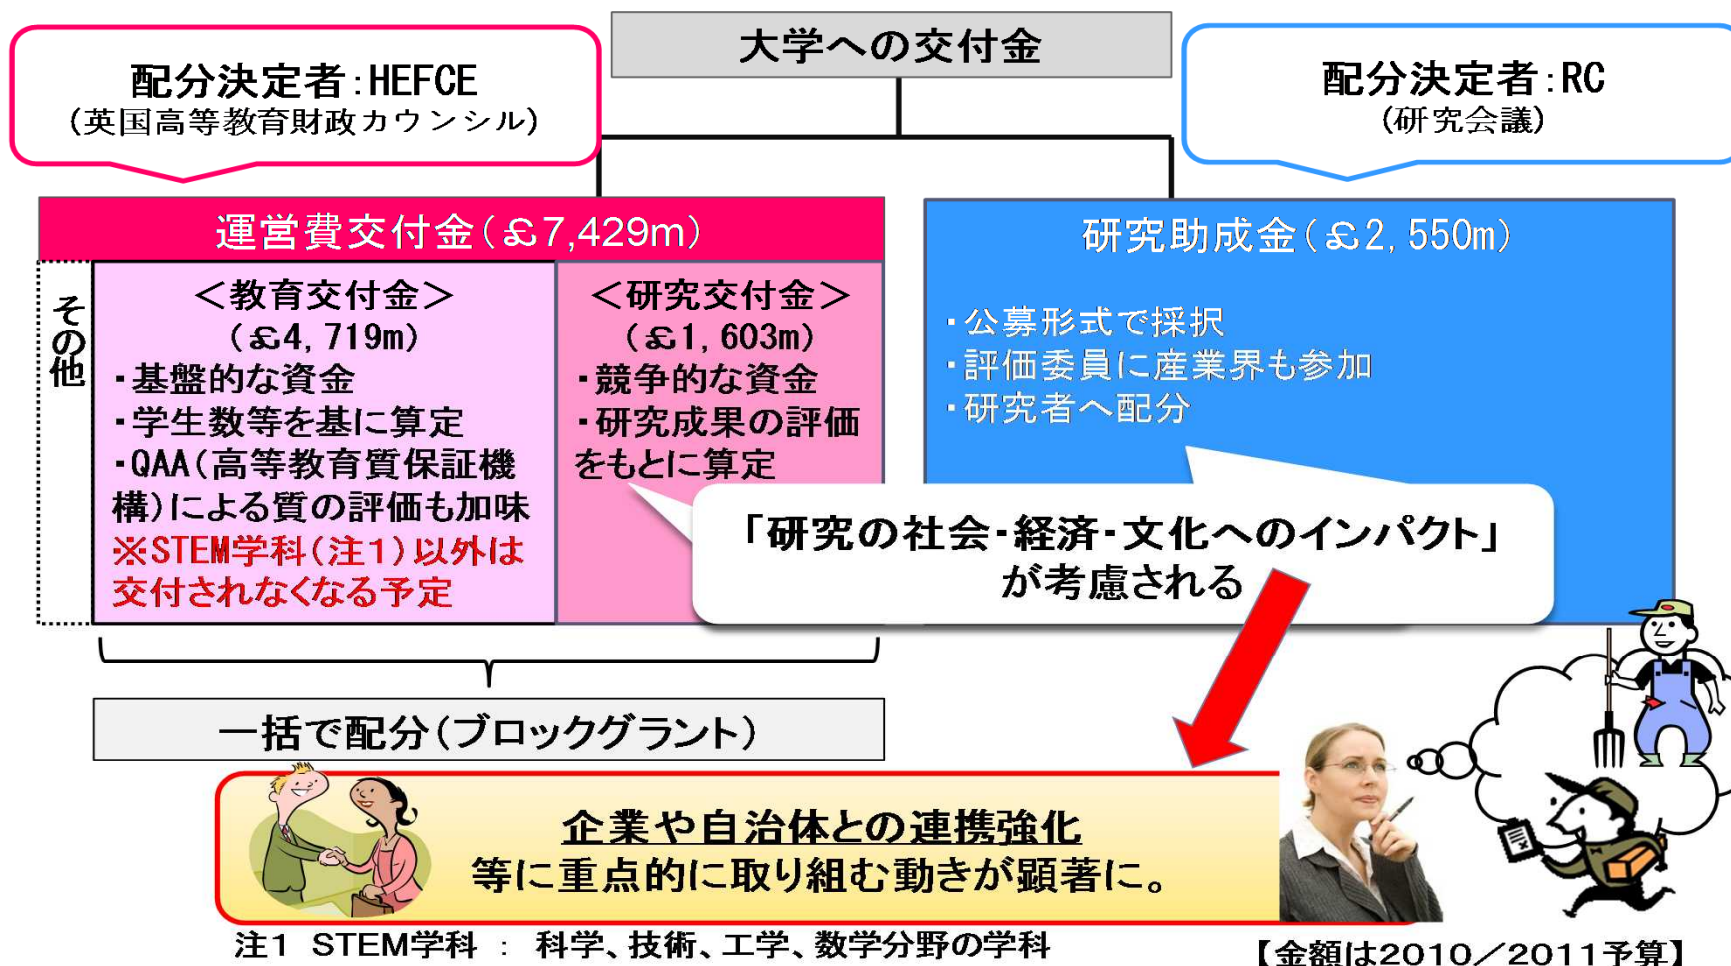 大学への交付金
配分決定者：HEFCE
（英国高等教育財政カウンシル）
配分決定者：RC
（研究会議）
運営費交付金（￡7,429m）
その他
＜教育交付金＞
（￡4,719m）
・基盤的な資金
・学生数等を基に算定
・QAA（高等教育質保証機
構）による質の評価も加味
※STEM学科（注１）以外は
交付されなくなる予定
＜研究交付金＞
（￡1,603m）
・競争的な資金
・研究成果の評価
をもとに算定
研究助成金（￡2,550m）
・公募形式で採択
・評価委員に産業界も参加
・研究者へ配分
「研究の社会・経済・文化へのインパクト」
が考慮される
一括で配分（ブロックグラント）
企業や自治体との連携強化
等に重点的に取り組む動きが顕著に。
注１ STEM学科 ： 科学、技術、工学、数学分野の学科
【金額は2010／2011予算】